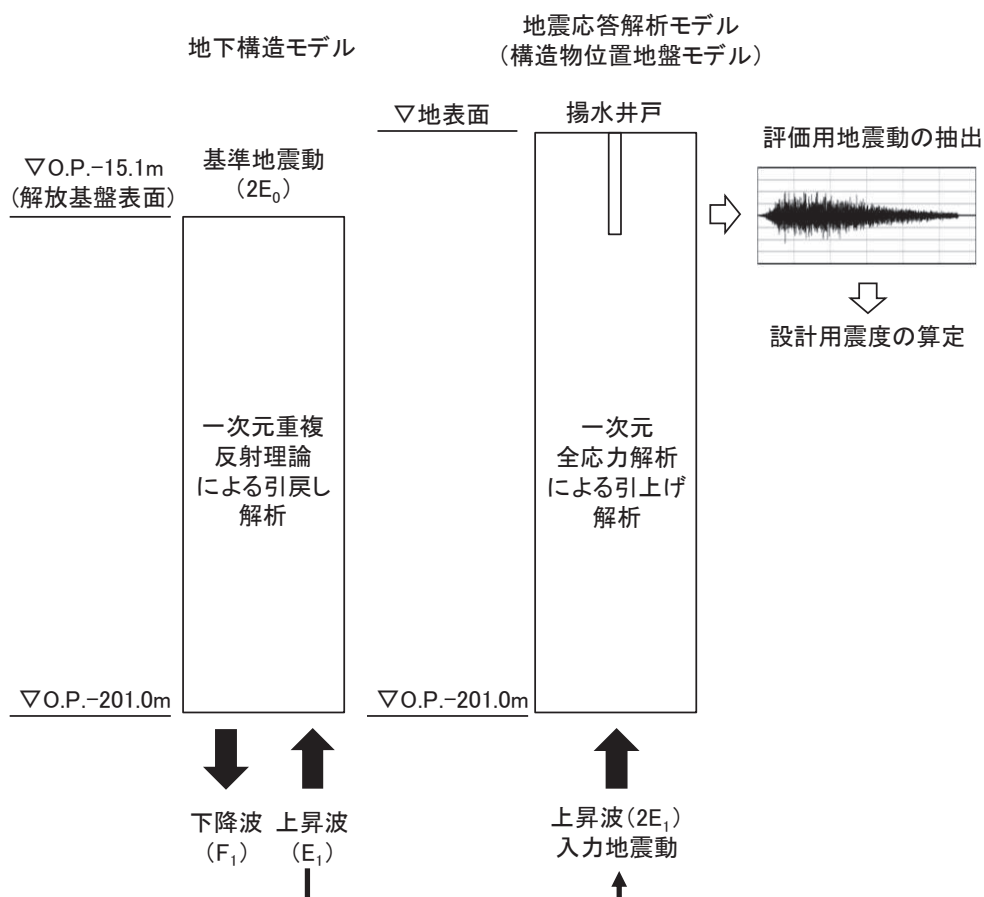 地下構造モデル
地震応答解析モデル
(構造物位置地盤モデル)
▽O.P.-15.1m
(解放基盤表面)
基準地震動
(2E₀)
▽地表面
揚水井戸
評価用地震動の抽出
設計用震度の算定
一次元重複
反射理論
による引戻し
解析
一次元
全応力解析
による引上げ
解析
▽O.P.-201.0m
▽O.P.-201.0m
下降波
(F₁)
上昇波
(E₁)
上昇波(2E₁)
入力地震動